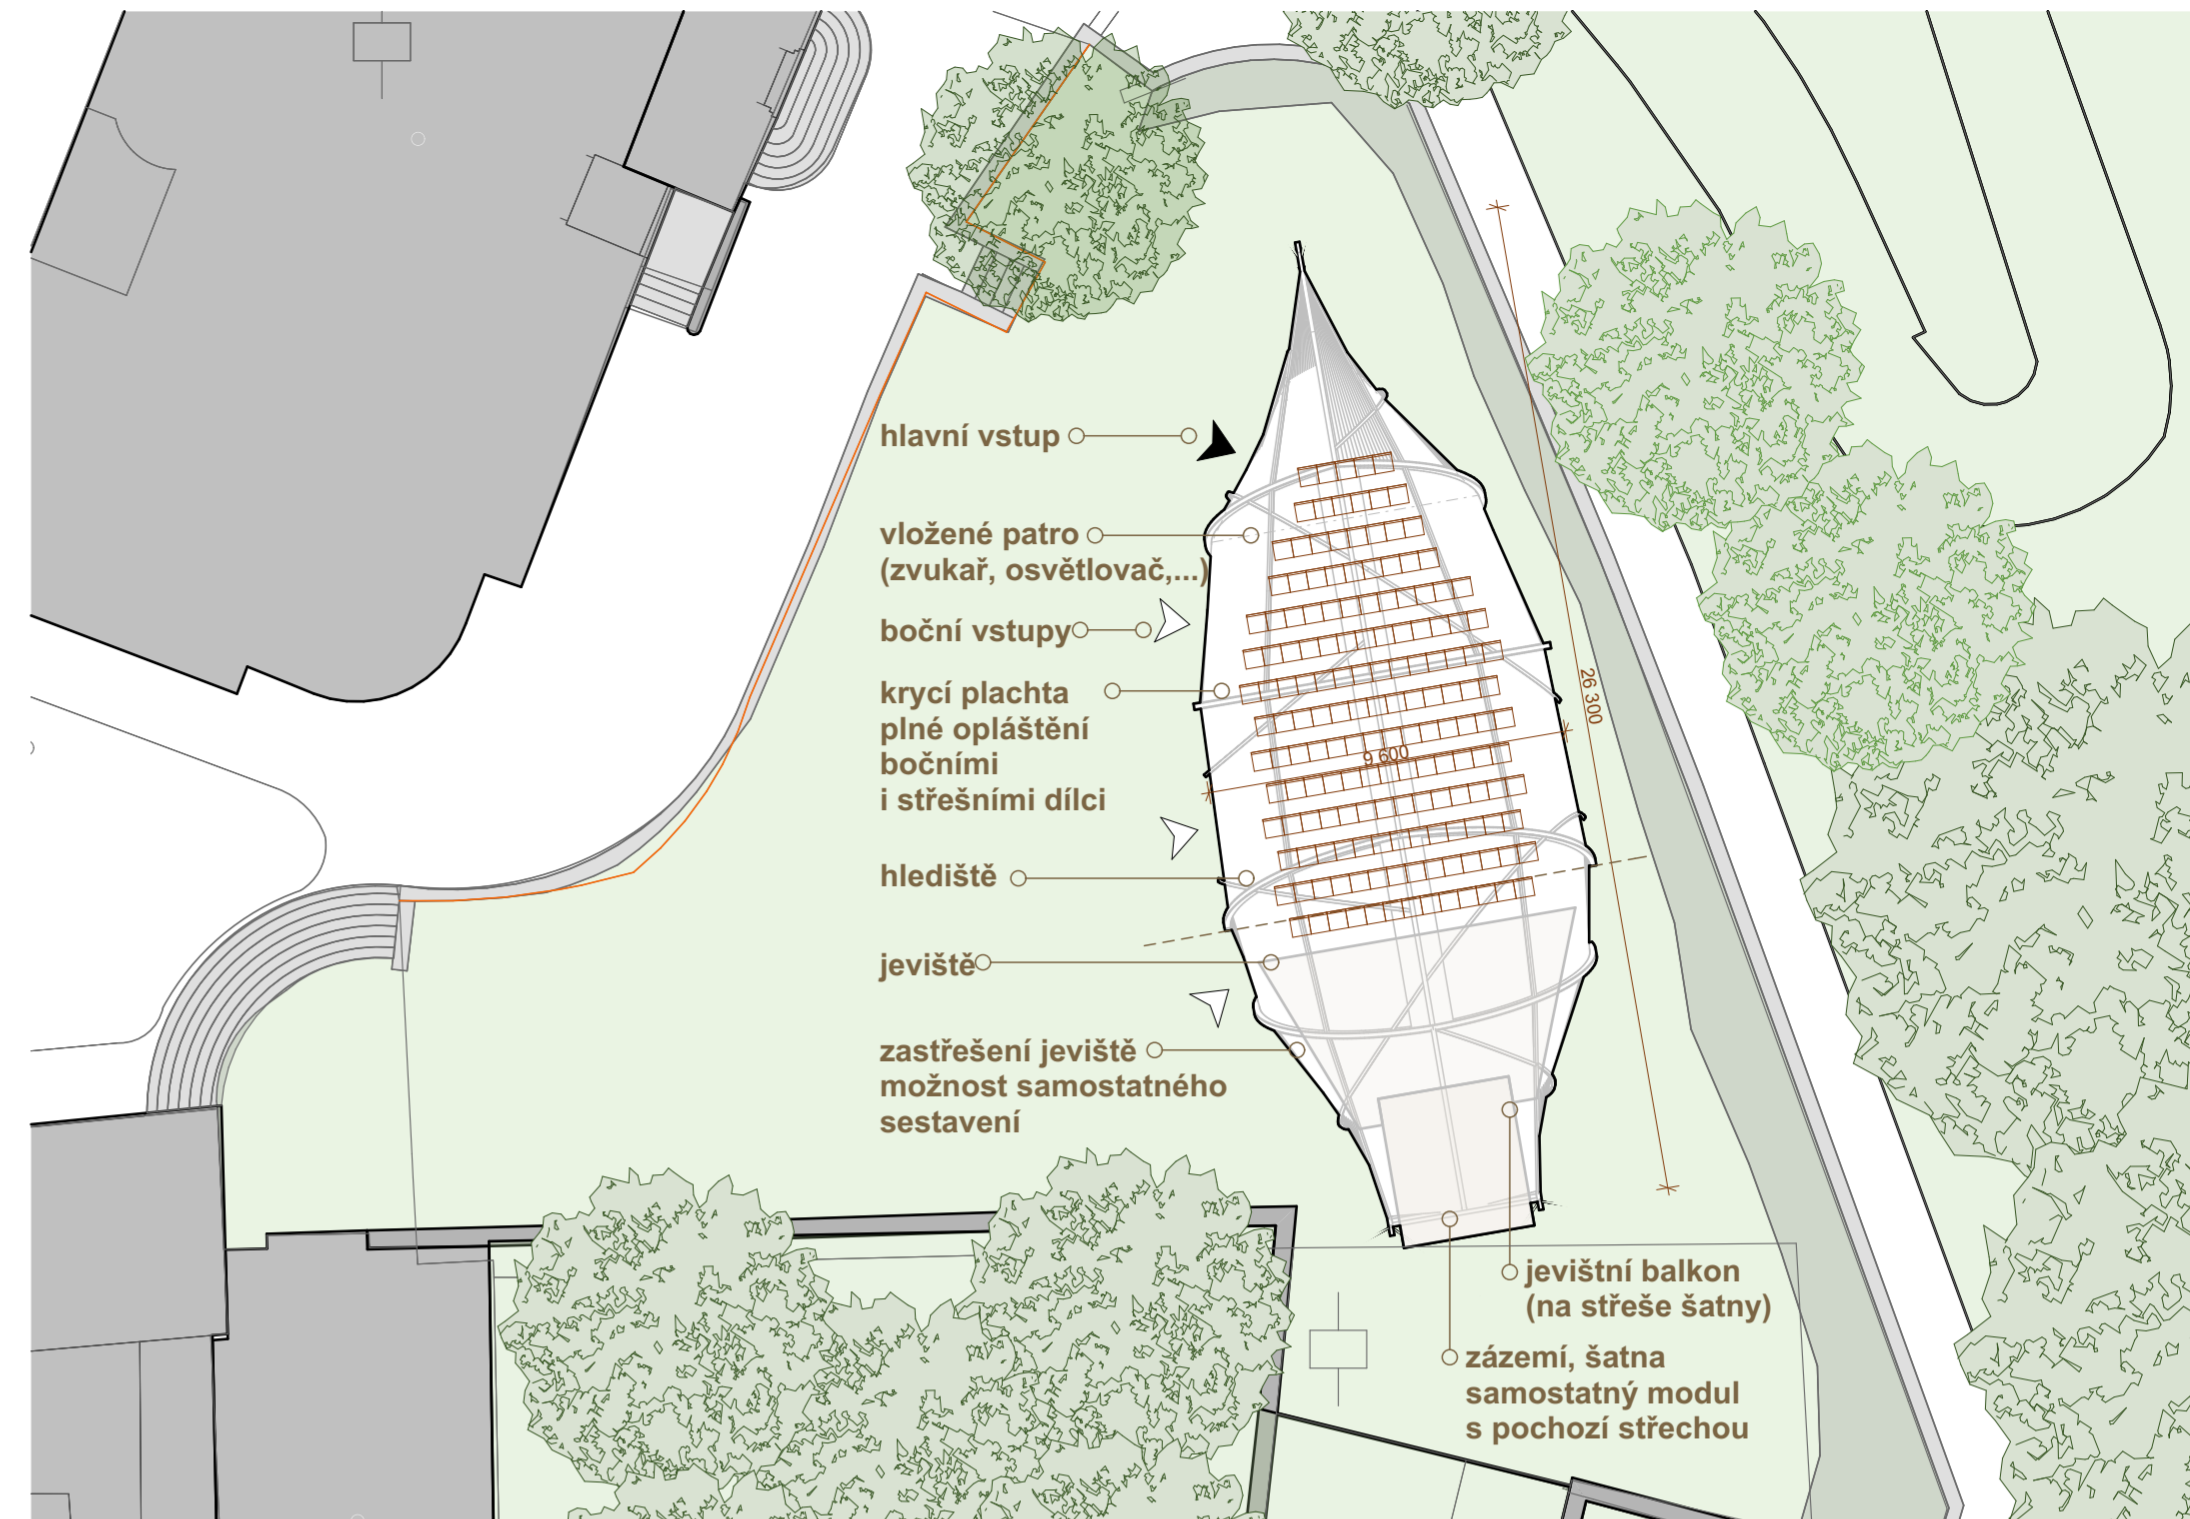 hlavní vstup
vložené patro
(zvukař, osvětlovač,...)
boční vstupy
krycí plachta
plné opláštění
bočními
i střešními dílci
hlediště
jeviště
zastřešení jeviště
možnost samostatného
sestavení
26 300
9 600
jevištní balkon
(na střeše šatny)
zázemí, šatna
samostatný modul
s pochozí střechou